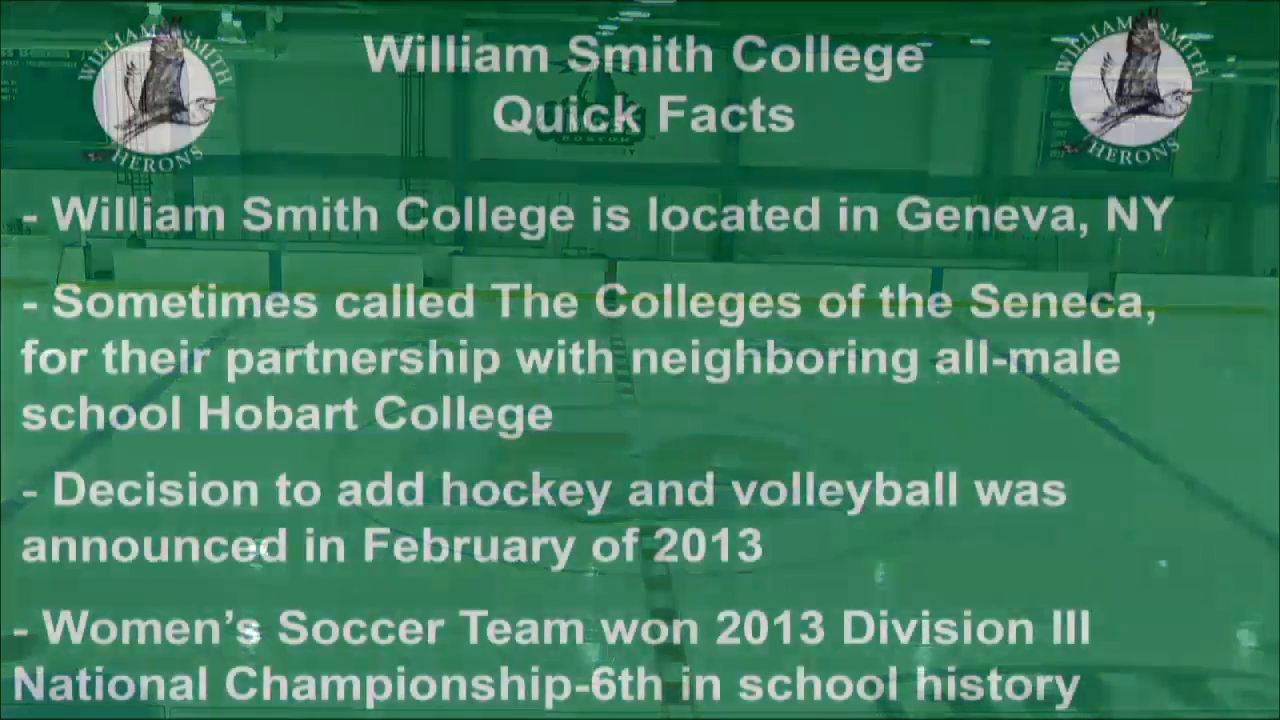 WILLIAM SMITH
HERONS
William Smith College
Quick Facts
WILLIAM SMITH
HERONS
BOSTON
- William Smith College is located in Geneva, NY
- Sometimes called The Colleges of the Seneca,
for their partnership with neighboring all-male
school Hobart College
- Decision to add hockey and volleyball was
announced in February of 2013
- Women's Soccer Team won 2013 Division III
National Championship-6th in school history